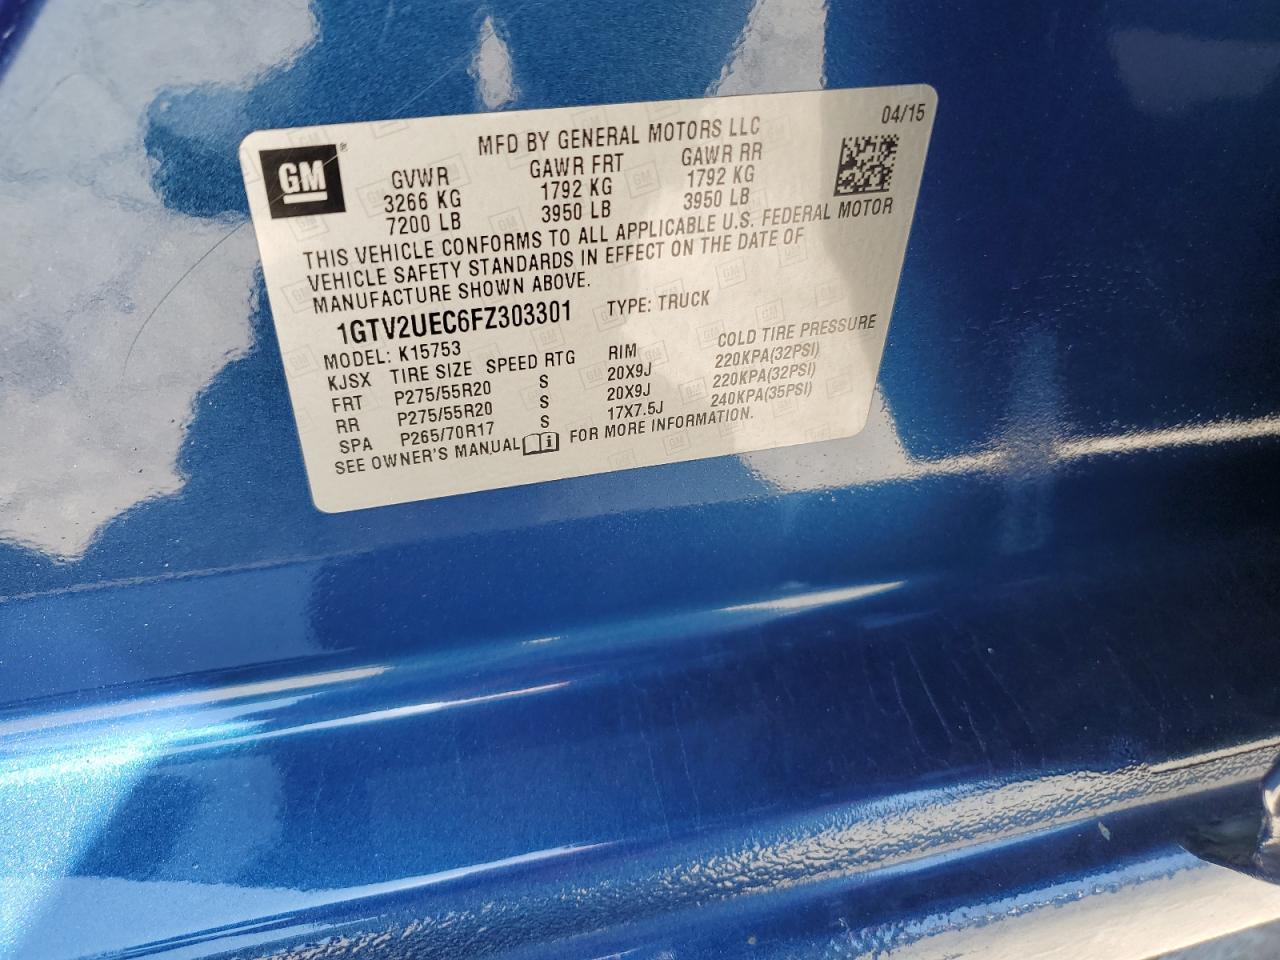 04/15
GM®
MFD BY GENERAL MOTORS LLC
GVWR GAWR FRT GAWR RR
3266 KG 1792 KG 1792 KG
7200 LB 3950 LB 3950 LB
THIS VEHICLE CONFORMS TO ALL APPLICABLE U.S. FEDERAL MOTOR
VEHICLE SAFETY STANDARDS IN EFFECT ON THE DATE OF
MANUFACTURE SHOWN ABOVE.
1GTV2UEC6FZ303301 TYPE: TRUCK
MODEL: K15753
KJSX TIRE SIZE SPEED RTG RIM COLD TIRE PRESSURE
FRT P275/55R20 S 20X9J 220KPA(32PSI)
RR P275/55R20 S 20X9J 220KPA(32PSI)
SPA P265/70R17 S 17X7.5J 240KPA(35PSI)
SEE OWNER'S MANUAL FOR MORE INFORMATION.